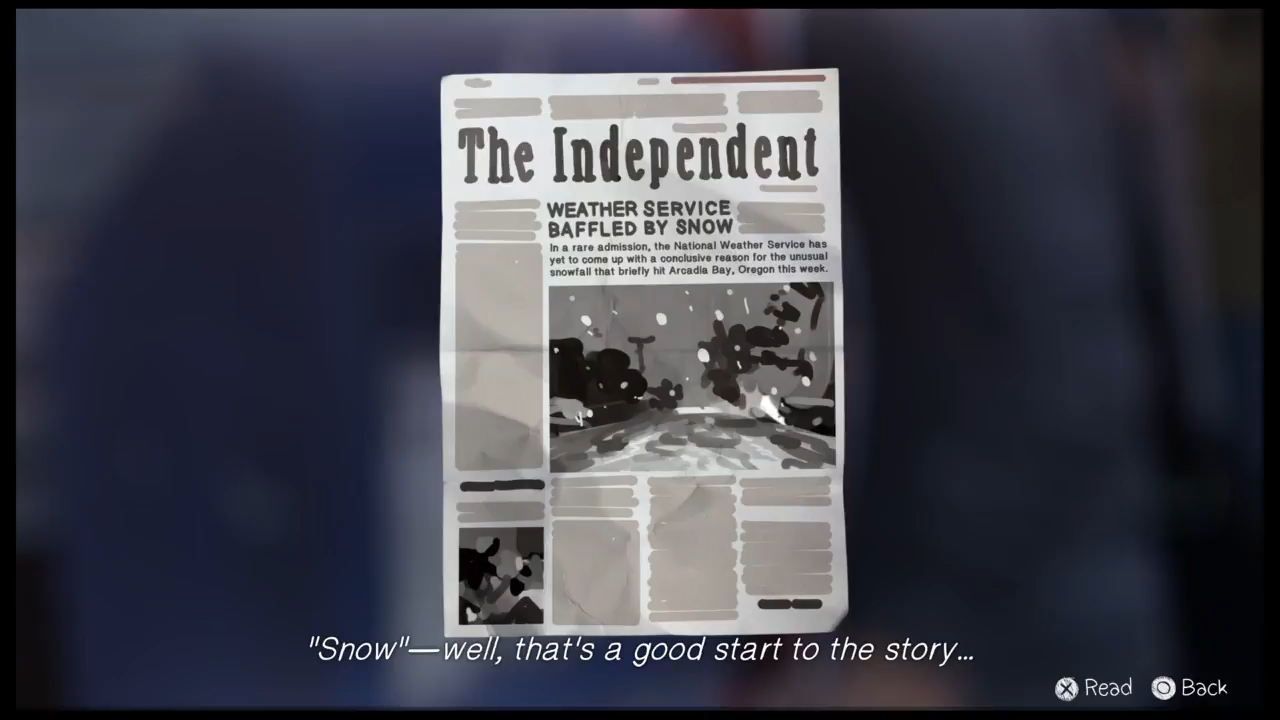 The Independent
WEATHER SERVICE
BAFFLED BY SNOW
In a rare admission, the National Weather Service has
yet to come up with a conclusive reason for the unusual
snowfall that briefly hit Arcadia Bay, Oregon this week.
"Snow"—well, that's a good start to the story...
Read Back